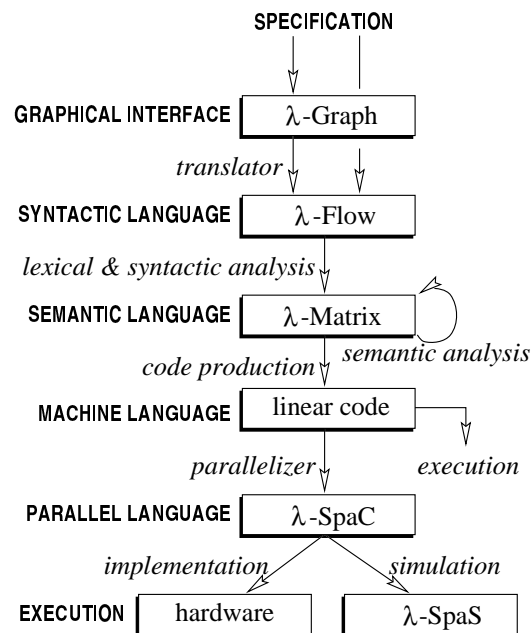 SPECIFICATION
GRAPHICAL INTERFACE
λ-Graph
translator
SYNTACTIC LANGUAGE
λ-Flow
lexical & syntactic analysis
SEMANTIC LANGUAGE
λ-Matrix
code production
semantic analysis
MACHINE LANGUAGE
linear code
parallelizer
execution
PARALLEL LANGUAGE
λ-SpaC
implementation
simulation
EXECUTION
hardware
λ-SpaS